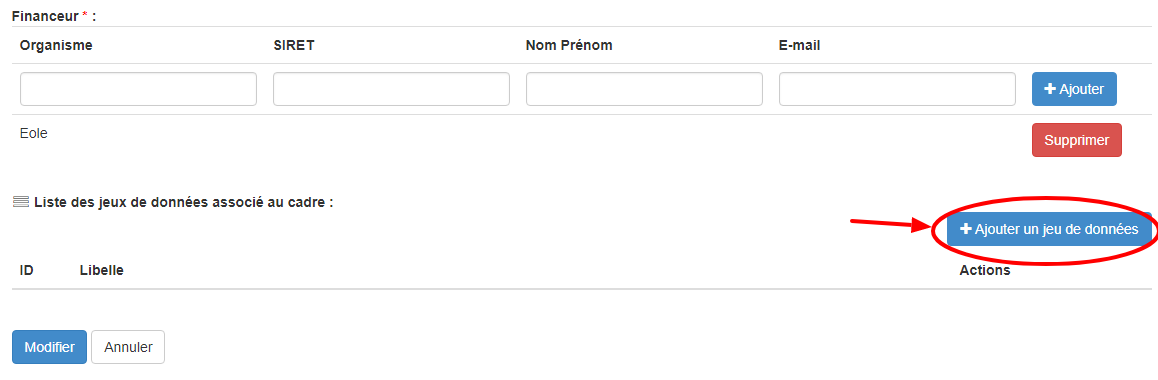 Financeur * :
Organisme SIRET Nom Prénom E-mail
+ Ajouter
Eole Supprimer
Liste des jeux de données associé au cadre :
+ Ajouter un jeu de données
ID Libelle Actions
Modifier Annuler